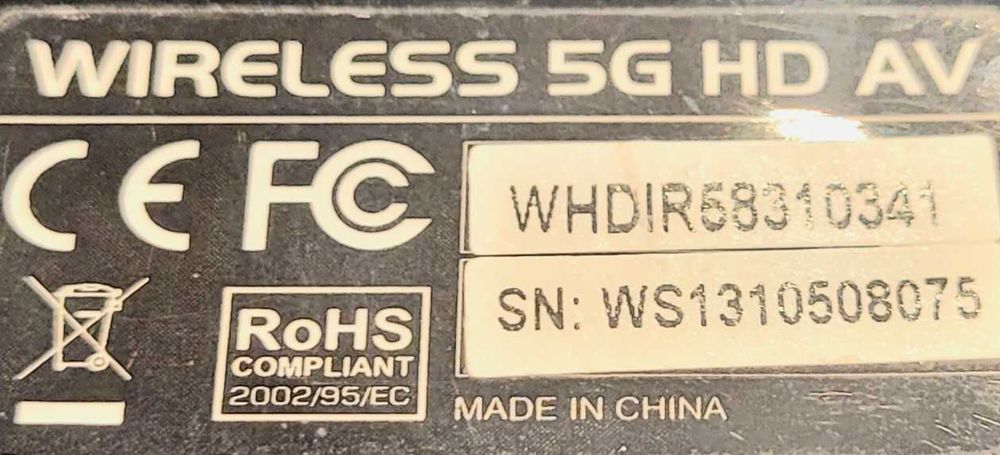 WIRELESS 5G HD AV
CE FC
WHDIR58310341
SN: WS1310508075
RoHS
COMPLIANT
2002/95/EC
MADE IN CHINA